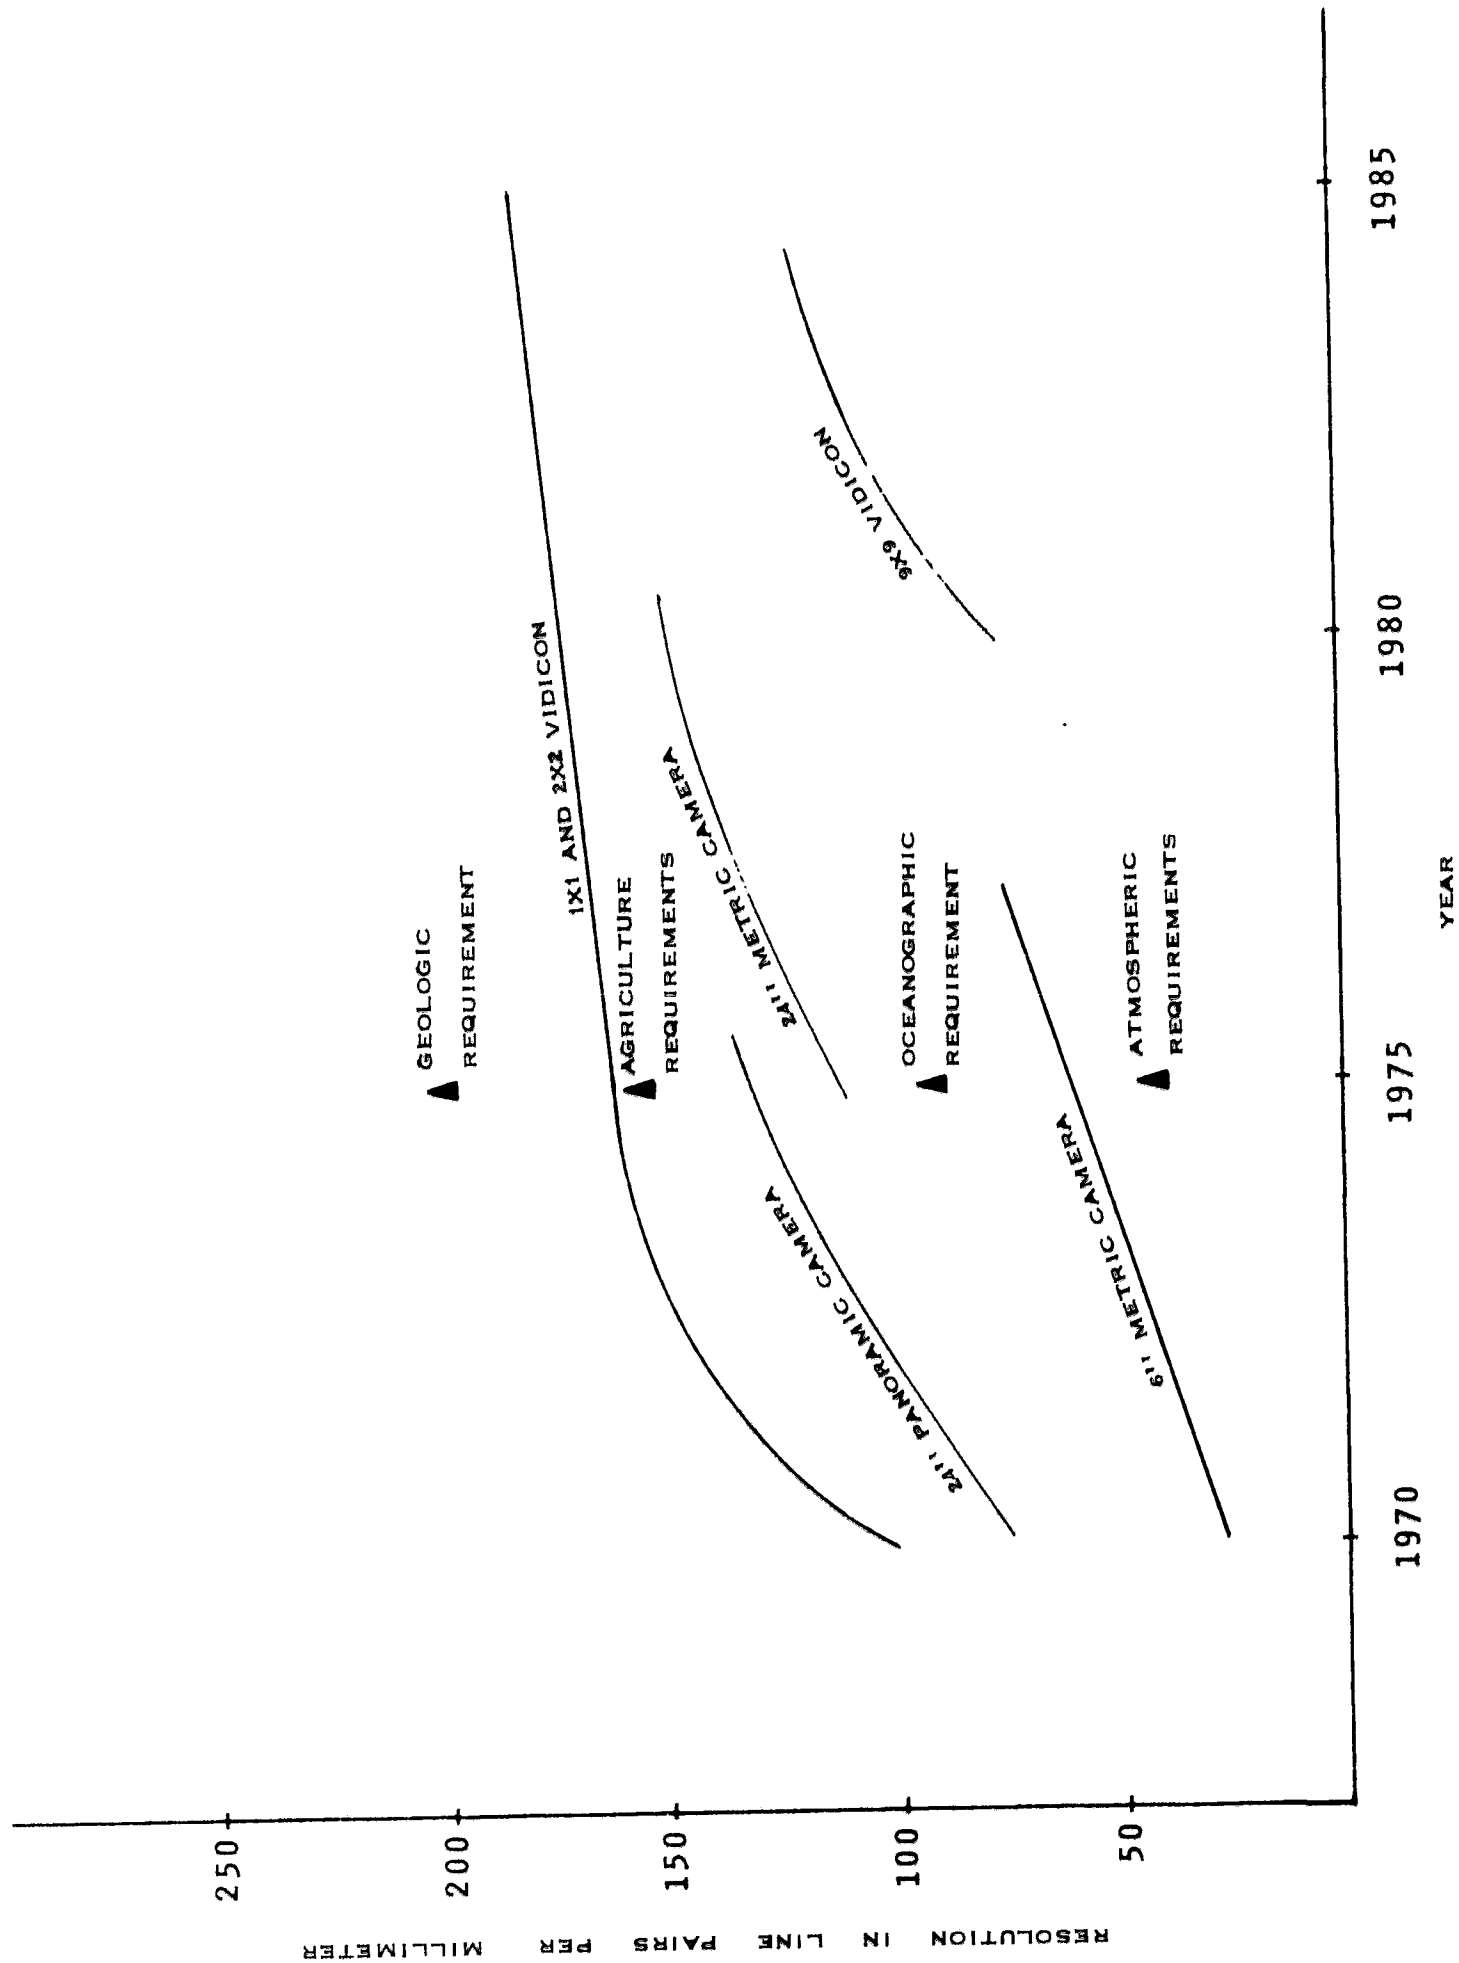 RESOLUTION IN LINE PAIRS PER MILLIMETER
250
200
150
100
50
GEOLOGIC
REQUIREMENT
1X1 AND 2X2 VIDICON
AGRICULTURE
REQUIREMENTS
24'' METRIC CAMERA
24'' PANORAMIC CAMERA
9X9 VIDICON
OCEANOGRAPHIC
REQUIREMENT
6'' METRIC CAMERA
ATMOSPHERIC
REQUIREMENTS
1970
1975
1980
1985
YEAR